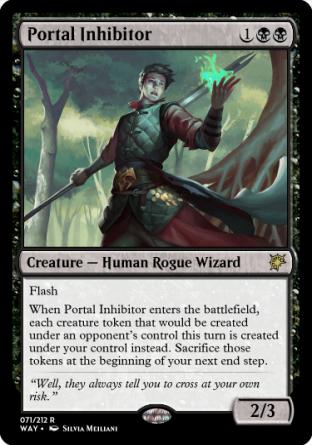 Portal Inhibitor 1
Creature — Human Rogue Wizard
Flash
When Portal Inhibitor enters the battlefield,
each creature token that would be created
under an opponent's control this turn is created
under your control instead. Sacrifice those
tokens at the beginning of your next end step.
“Well, they always tell you to cross at your own
risk.”
2/3
071/212 R
WAY • Silvia Meiliani